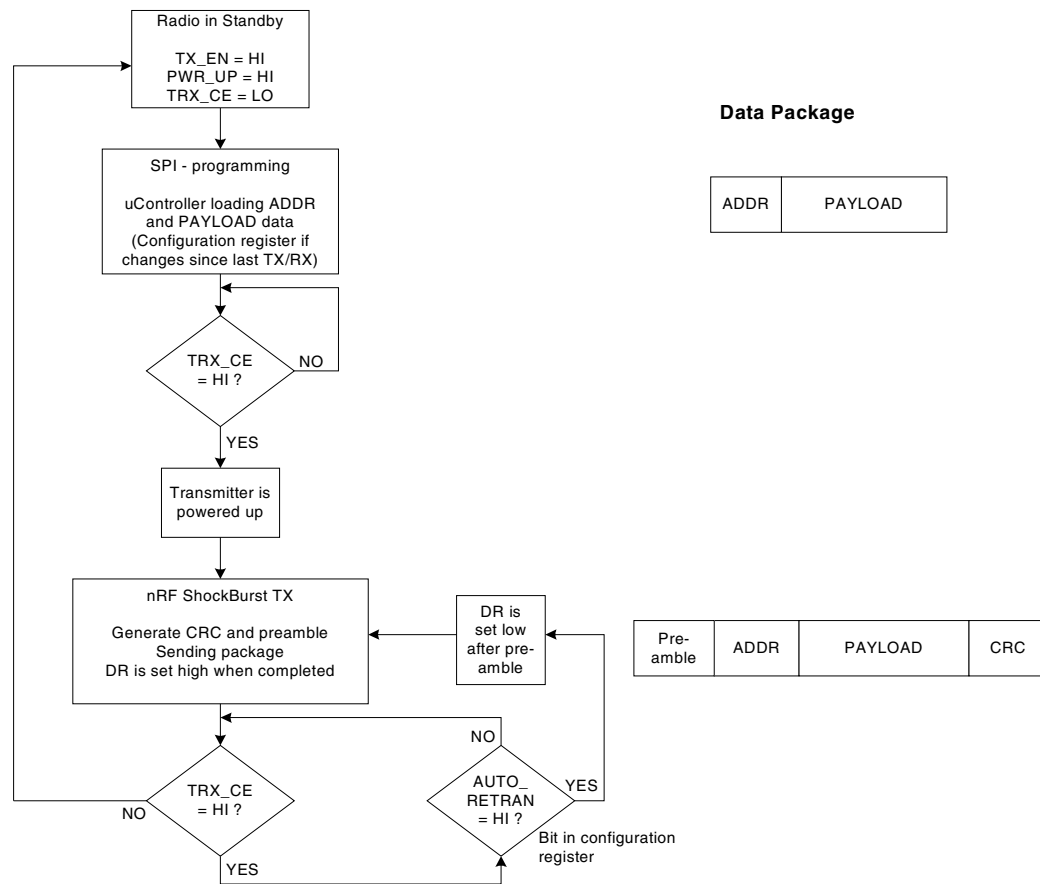 Radio in Standby
TX_EN = HI
PWR_UP = HI
TRX_CE = LO
Data Package
SPI - programming
uController loading ADDR
and PAYLOAD data
(Configuration register if
changes since last TX/RX)
ADDR
PAYLOAD
TRX_CE
= HI ?
NO
YES
Transmitter is
powered up
nRF ShockBurst TX
Generate CRC and preamble
Sending package
DR is set high when completed
DR is
set low
after pre-
amble
Pre-
amble
ADDR
PAYLOAD
CRC
NO
TRX_CE
= HI ?
NO
YES
AUTO_
RETRAN
= HI ?
YES
Bit in configuration
register